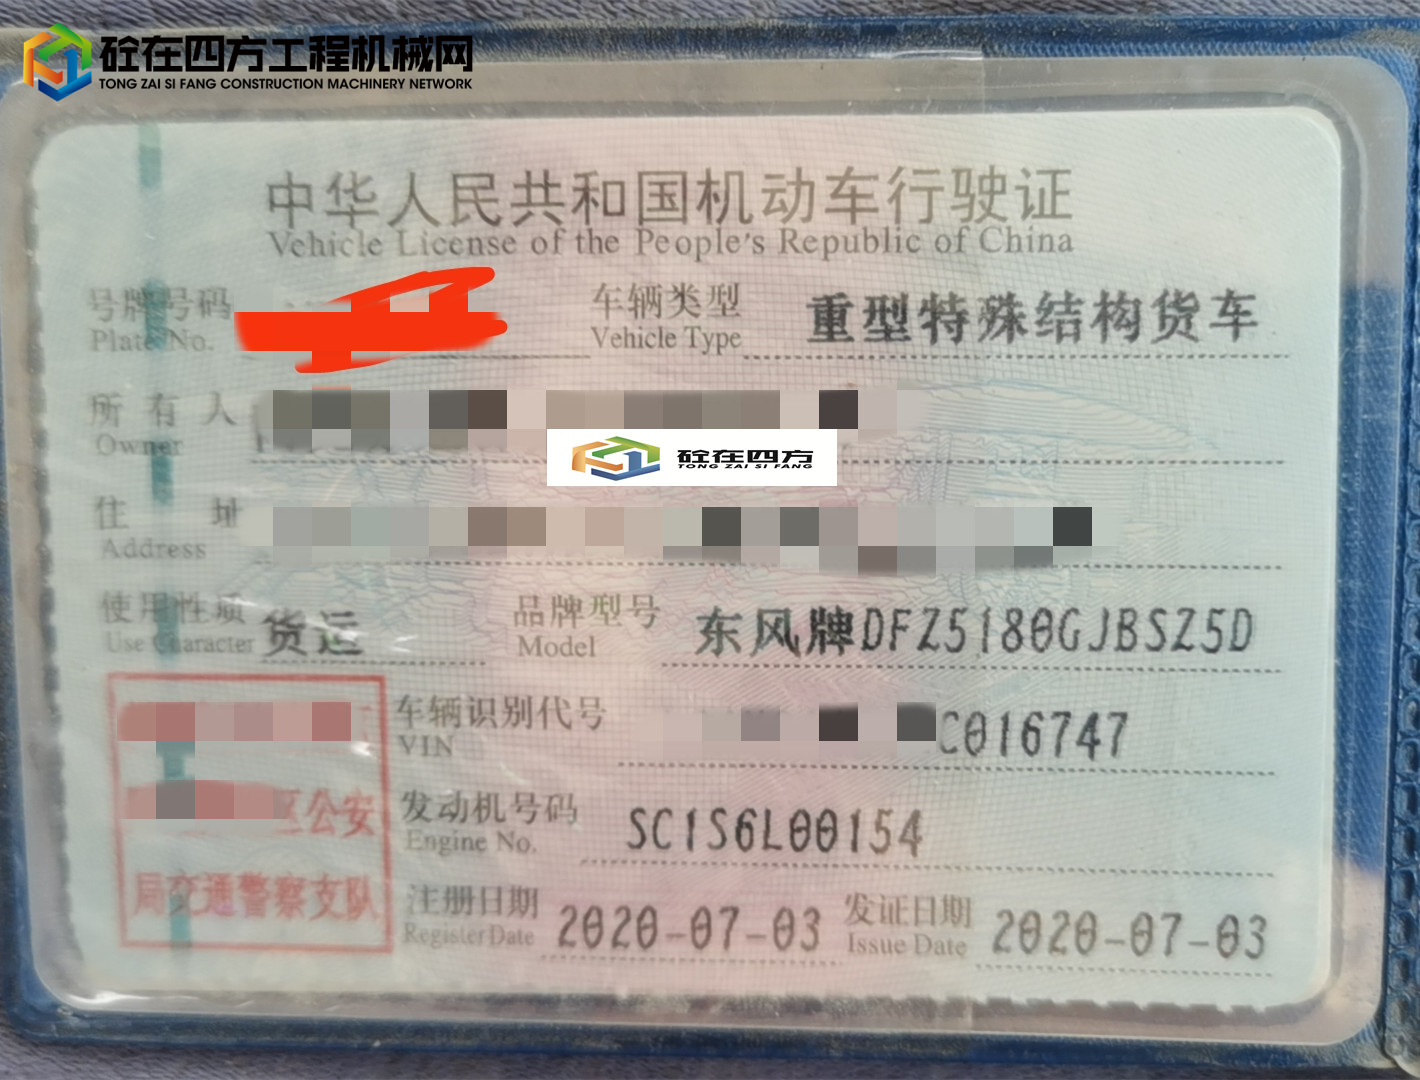 砼在四方工程机械网
TONG ZAI SI FANG CONSTRUCTION MACHINERY NETWORK
中华人民共和国机动车行驶证
Vehicle License of the People's Republic of China
号牌号码
Plate No.
车辆类型 重型特殊结构货车
Vehicle Type
所有人
Owner
砼在四方
TONG ZAI SI FANG
住址
Address
使用性质 货运
Use Character
品牌型号 东风牌DFZ5180GJBSZ5D
Model
车辆识别代号 C016747
VIN
区公安
局交通警察支队
发动机号码 SC1S6L00154
Engine No.
注册日期 2020-07-03
Register Date
发证日期 2020-07-03
Issue Date